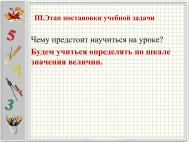 III.Этап постановки учебной задачи
Чему предстоит научиться на уроке?
Будем учиться определять по шкале
значения величин.